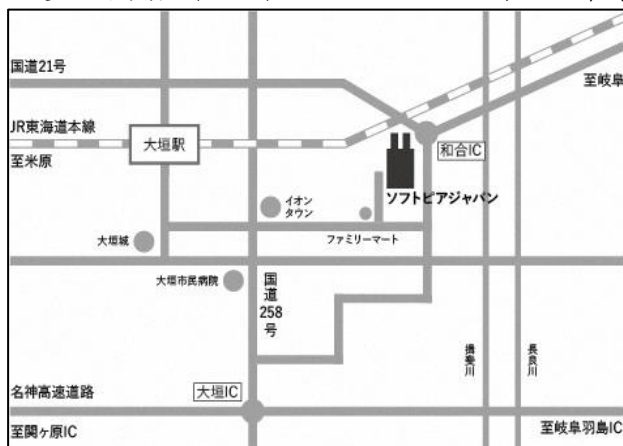 国道21号
至岐阜
JR東海道本線
大垣駅
和合IC
至米原
ソフトピアジャパン
イオン
タウン
大垣城
ファミリーマート
大垣市民病院
国道258号
揖斐川
長良川
名神高速道路
大垣IC
至関ヶ原IC
至岐阜羽島IC